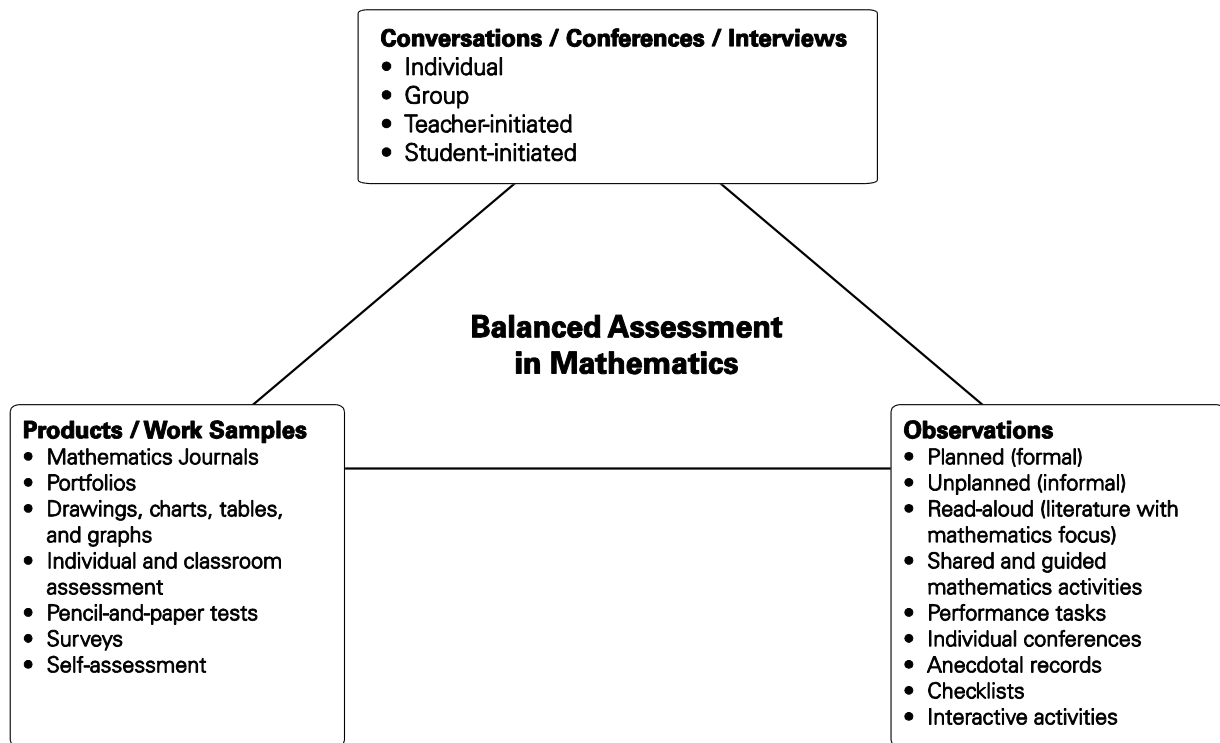 Conversations / Conferences / Interviews
• Individual
• Group
• Teacher-initiated
• Student-initiated
Balanced Assessment
in Mathematics
Products / Work Samples
• Mathematics Journals
• Portfolios
• Drawings, charts, tables,
and graphs
• Individual and classroom
assessment
• Pencil-and-paper tests
• Surveys
• Self-assessment
Observations
• Planned (formal)
• Unplanned (informal)
• Read-aloud (literature with
mathematics focus)
• Shared and guided
mathematics activities
• Performance tasks
• Individual conferences
• Anecdotal records
• Checklists
• Interactive activities